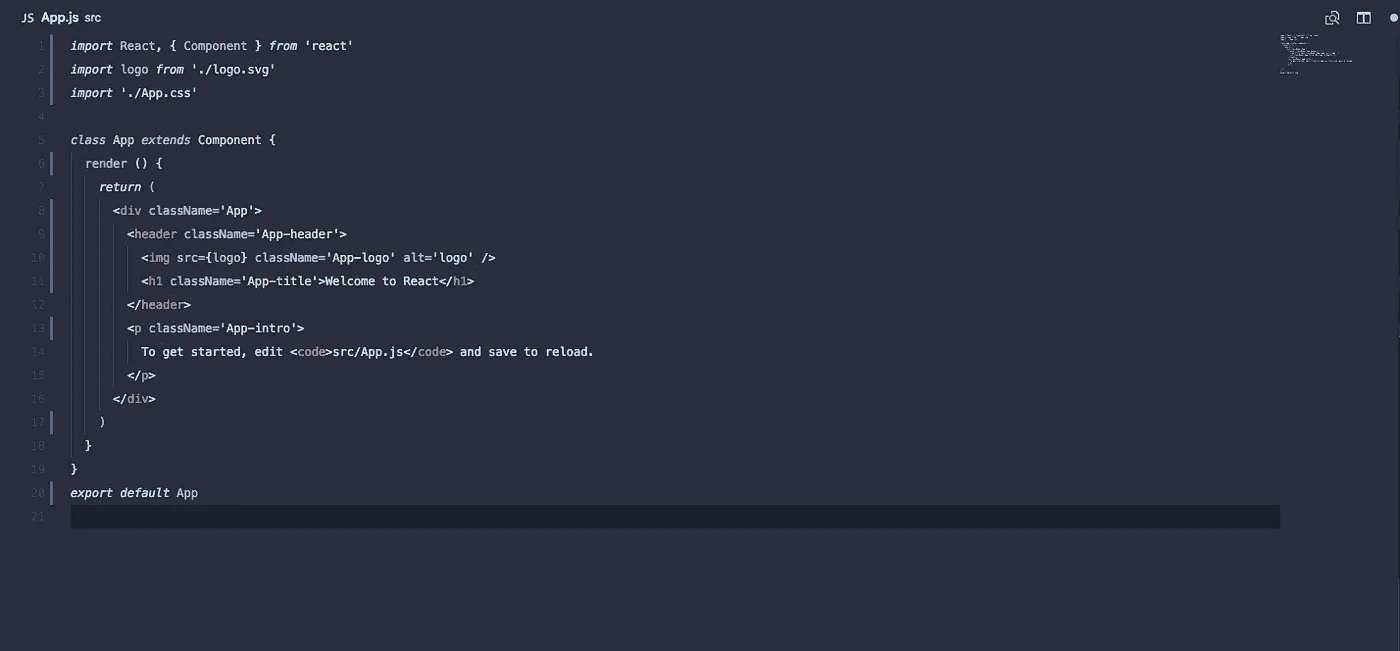 JS App.js src
1 import React, { Component } from 'react'
2 import logo from './logo.svg'
3 import './App.css'
4
5 class App extends Component {
6   render () {
7     return (
8       <div className='App'>
9         <header className='App-header'>
10           <img src={logo} className='App-logo' alt='logo' />
11           <h1 className='App-title'>Welcome to React</h1>
12         </header>
13         <p className='App-intro'>
14           To get started, edit <code>src/App.js</code> and save to reload.
15         </p>
16       </div>
17     )
18   }
19 }
20 export default App
21